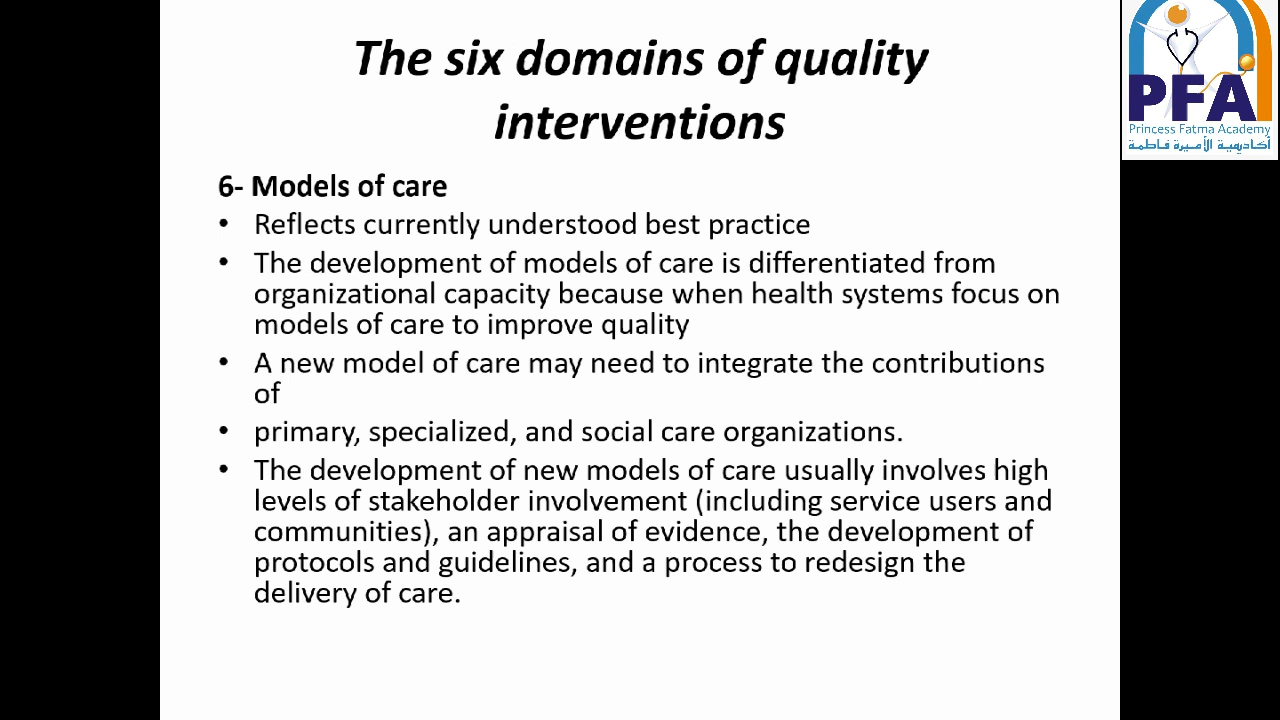 The six domains of quality
interventions
6- Models of care
• Reflects currently understood best practice
• The development of models of care is differentiated from
organizational capacity because when health systems focus on
models of care to improve quality
• A new model of care may need to integrate the contributions
of
• primary, specialized, and social care organizations.
• The development of new models of care usually involves high
levels of stakeholder involvement (including service users and
communities), an appraisal of evidence, the development of
protocols and guidelines, and a process to redesign the
delivery of care.
PFA
Princess Fatma Academy
أكاديمية الأميرة فاطمة